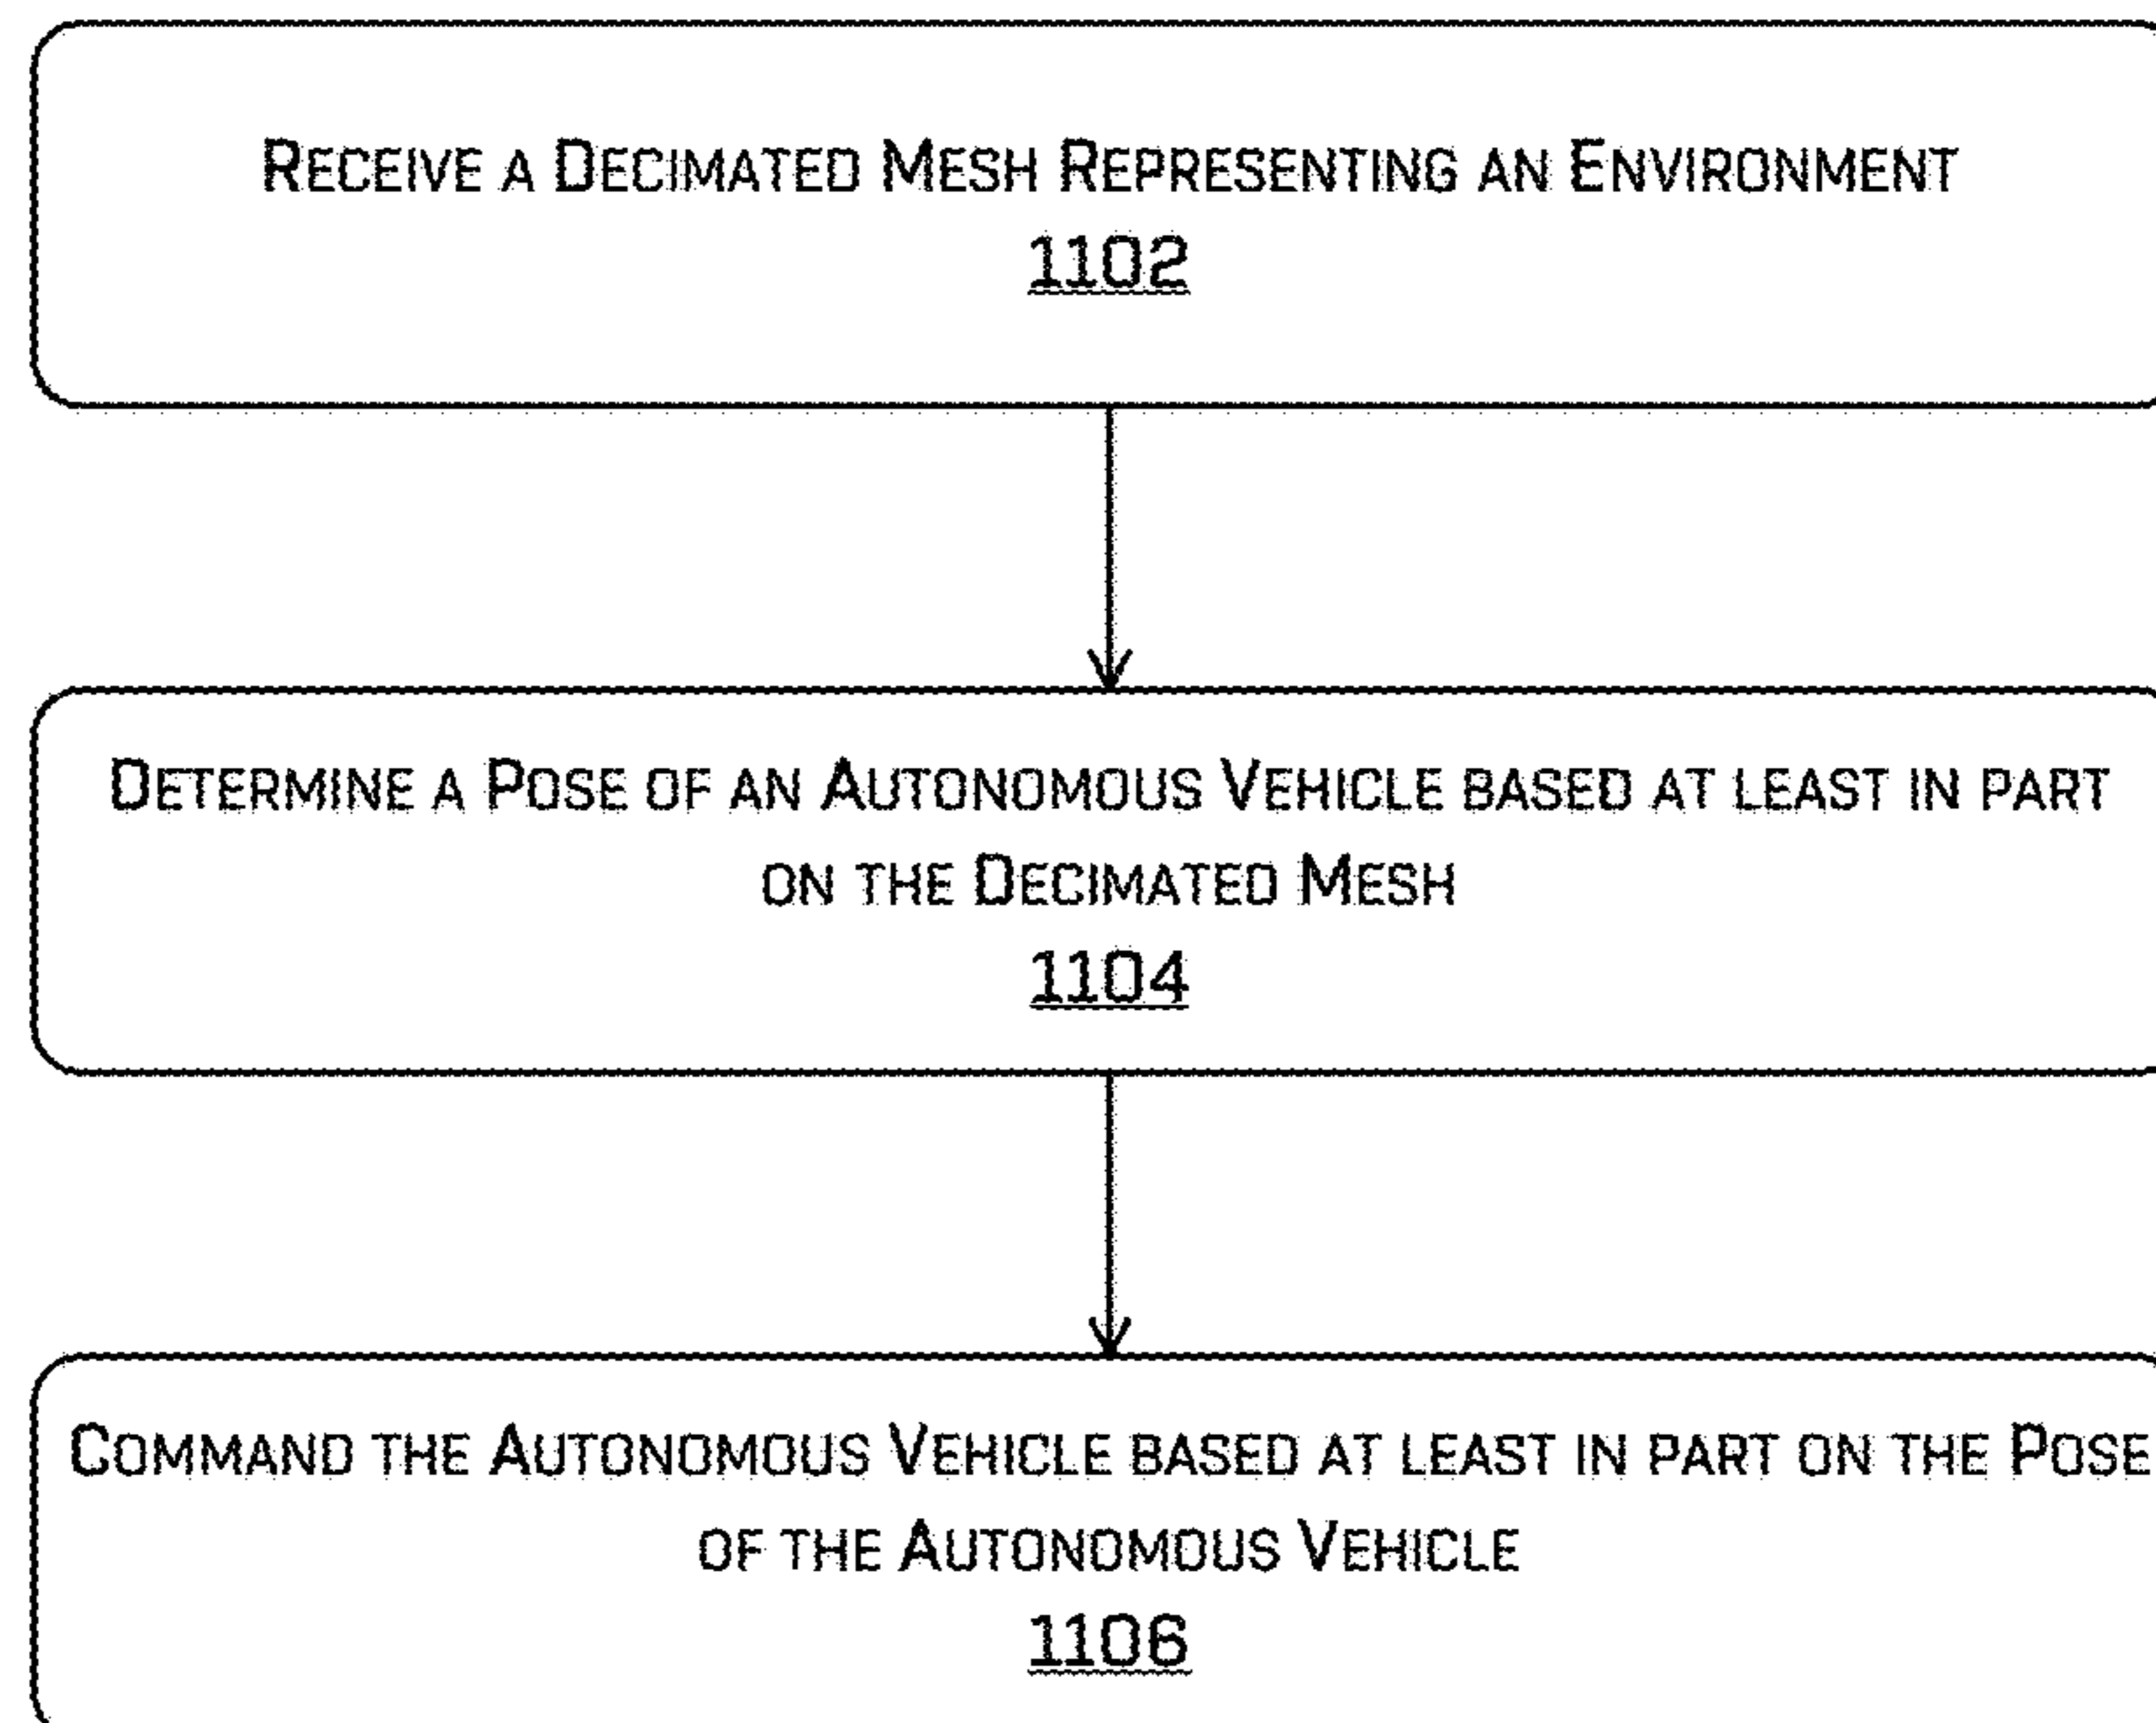 Receive a Decimated Mesh Representing an Environment
1102
Determine a Pose of an Autonomous Vehicle based at least in part
on the Decimated Mesh
1104
Command the Autonomous Vehicle based at least in part on the Pose
of the Autonomous Vehicle
1106